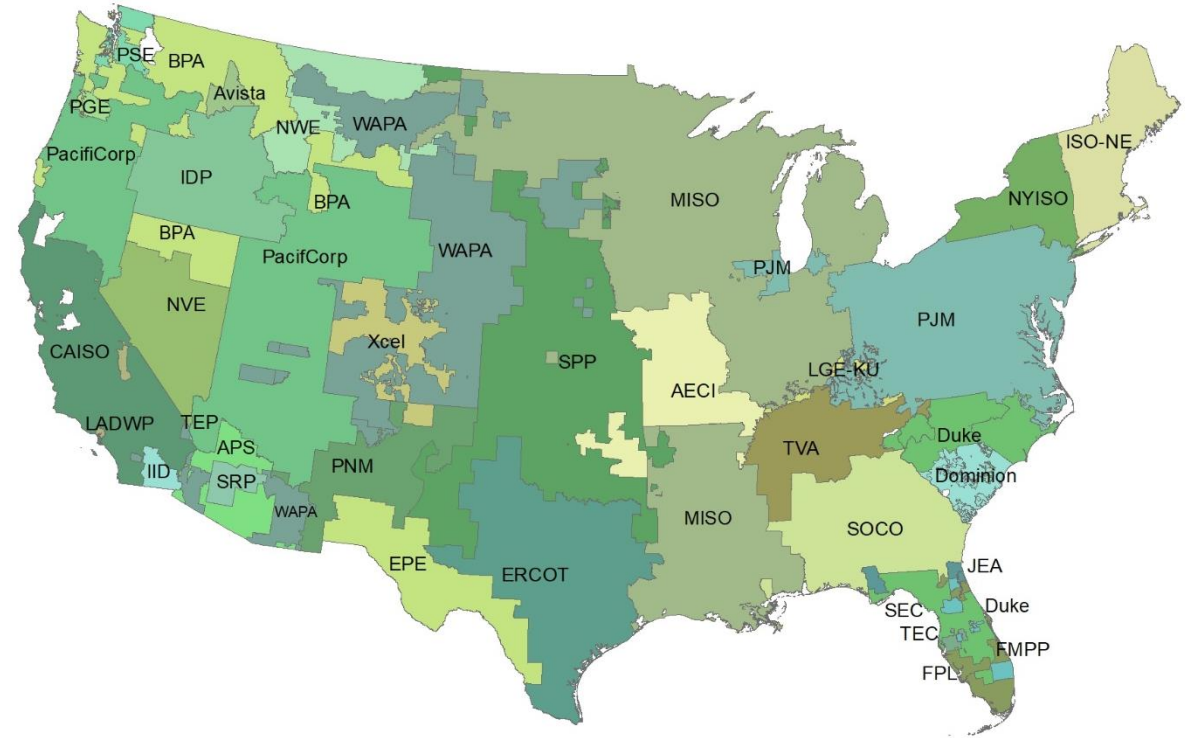 PSE
BPA
PGE
Avista
NWE
WAPA
ISO-NE
PacifiCorp
IDP
MISO
NYISO
BPA
BPA
PacifCorp
WAPA
PJM
NVE
PJM
CAISO
Xcel
SPP
LGE-KU
AECI
LADWP
TEP
APS
TVA
Duke
IID
SRP
PNM
Dominion
WAPA
MISO
SOCO
EPE
ERCOT
JEA
SEC
Duke
TEC
FMPP
FPL